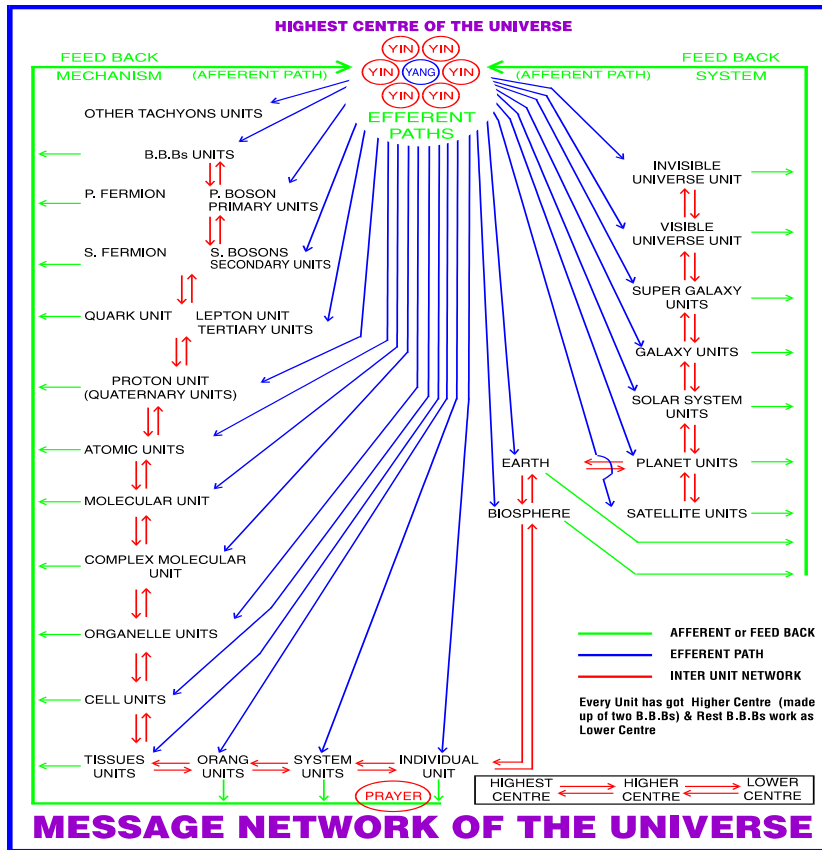 HIGHEST CENTRE OF THE UNIVERSE
YIN YIN
YIN YANG YIN
YIN YIN
FEED BACK
MECHANISM (AFFERENT PATH)
FEED BACK
(AFFERENT PATH) SYSTEM
EFFERENT
PATHS
OTHER TACHYONS UNITS
B.B.Bs UNITS
P. FERMION P. BOSON
PRIMARY UNITS
S. FERMION S. BOSONS
SECONDARY UNITS
QUARK UNIT LEPTON UNIT
TERTIARY UNITS
PROTON UNIT
(QUATERNARY UNITS)
ATOMIC UNITS
MOLECULAR UNIT
COMPLEX MOLECULAR
UNIT
ORGANELLE UNITS
CELL UNITS
TISSUES
UNITS
ORANG
UNITS
SYSTEM
UNITS
INDIVIDUAL
UNIT
PRAYER
INVISIBLE
UNIVERSE UNIT
VISIBLE
UNIVERSE UNIT
SUPER GALAXY
UNITS
GALAXY UNITS
SOLAR SYSTEM
UNITS
EARTH PLANET UNITS
BIOSPHERE SATELLITE UNITS
AFFERENT or FEED BACK
EFFERENT PATH
INTER UNIT NETWORK
Every Unit has got Higher Centre (made
up of two B.B.Bs) & Rest B.B.Bs work as
Lower Centre
HIGHEST
CENTRE
HIGHER
CENTRE
LOWER
CENTRE
MESSAGE NETWORK OF THE UNIVERSE